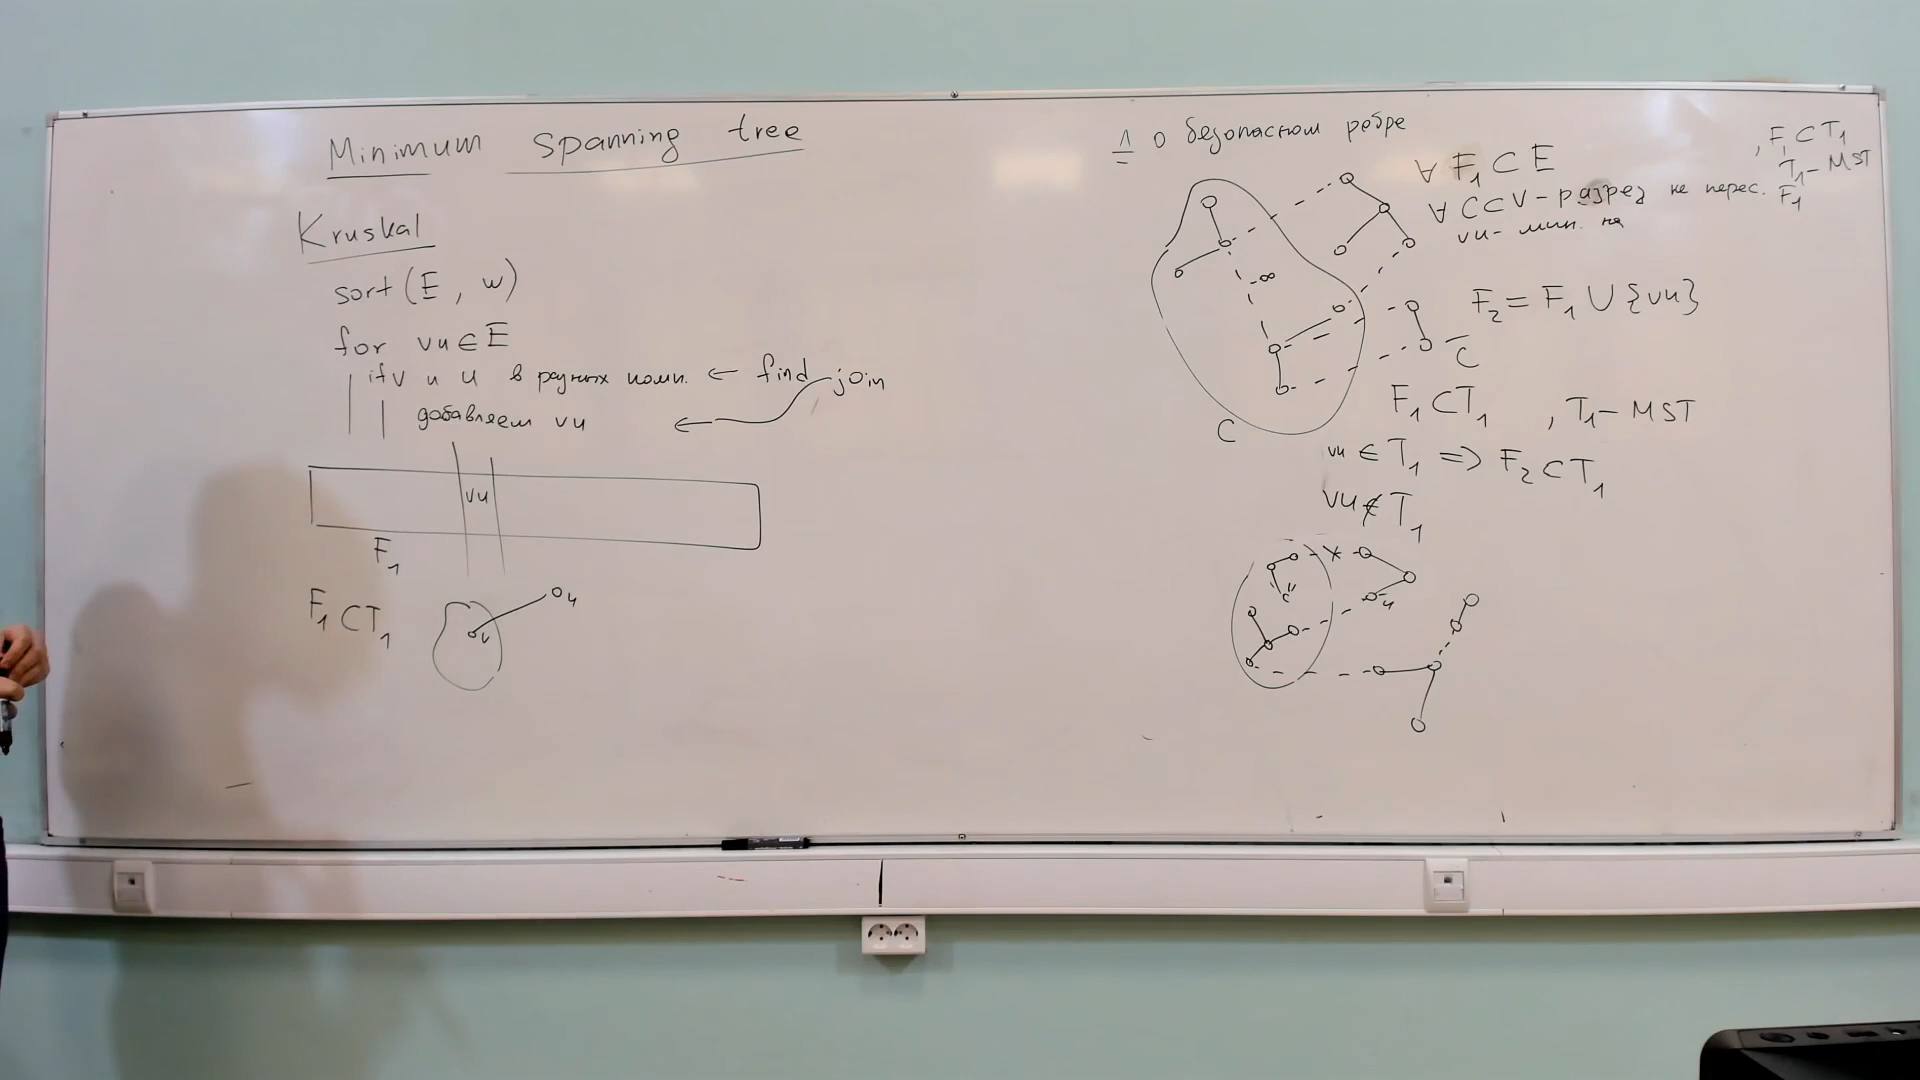 Minimum spanning tree
Kruskal
sort (E, w)
for vu ∈ E
if v и u в разных комп. ← find join
добавляем vu ←
vu
F₁
F₁ ⊂ T₁
v
u
Л о безопасном ребре
∀ F₁ ⊂ E , F₁ ⊂ T₁
T₁ - MST
∀ C ⊂ V - разрез не перес. F₁
vu - мин. на
-∞
F₂ = F₁ ∪ {vu}
C̅
C
F₁ ⊂ T₁ , T₁ - MST
vu ∈ T₁ => F₂ ⊂ T₁
vu ∉ T₁
u